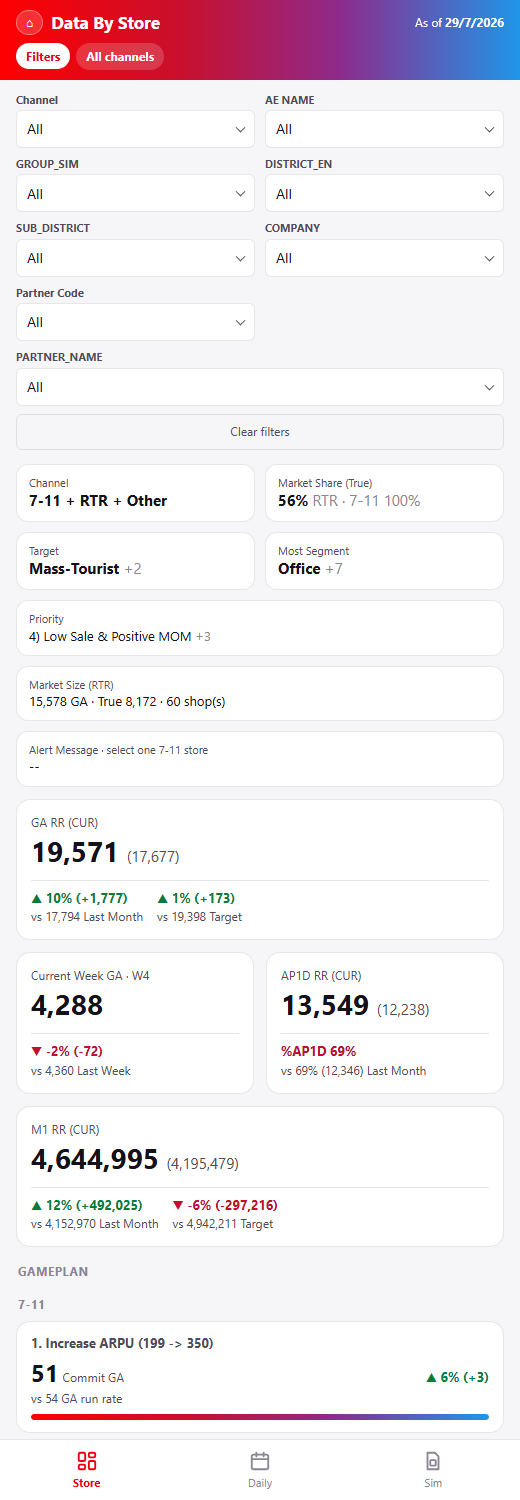 Data By Store
As of 29/7/2026
Filters
All channels
Channel
AE NAME
All
All
GROUP_SIM
DISTRICT_EN
All
All
SUB_DISTRICT
COMPANY
All
All
Partner Code
All
PARTNER_NAME
All
Clear filters
Channel
7-11 + RTR + Other
Market Share (True)
56% RTR · 7-11 100%
Target
Mass-Tourist +2
Most Segment
Office +7
Priority
4) Low Sale & Positive MOM +3
Market Size (RTR)
15,578 GA · True 8,172 · 60 shop(s)
Alert Message · select one 7-11 store
--
GA RR (CUR)
19,571 (17,677)
▲ 10% (+1,777)
vs 17,794 Last Month
▲ 1% (+173)
vs 19,398 Target
Current Week GA · W4
4,288
▼ -2% (-72)
vs 4,360 Last Week
AP1D RR (CUR)
13,549 (12,238)
%AP1D 69%
vs 69% (12,346) Last Month
M1 RR (CUR)
4,644,995 (4,195,479)
▲ 12% (+492,025)
vs 4,152,970 Last Month
▼ -6% (-297,216)
vs 4,942,211 Target
GAMEPLAN
7-11
1. Increase ARPU (199 -> 350)
51 Commit GA
▲ 6% (+3)
vs 54 GA run rate
Store
Daily
Sim